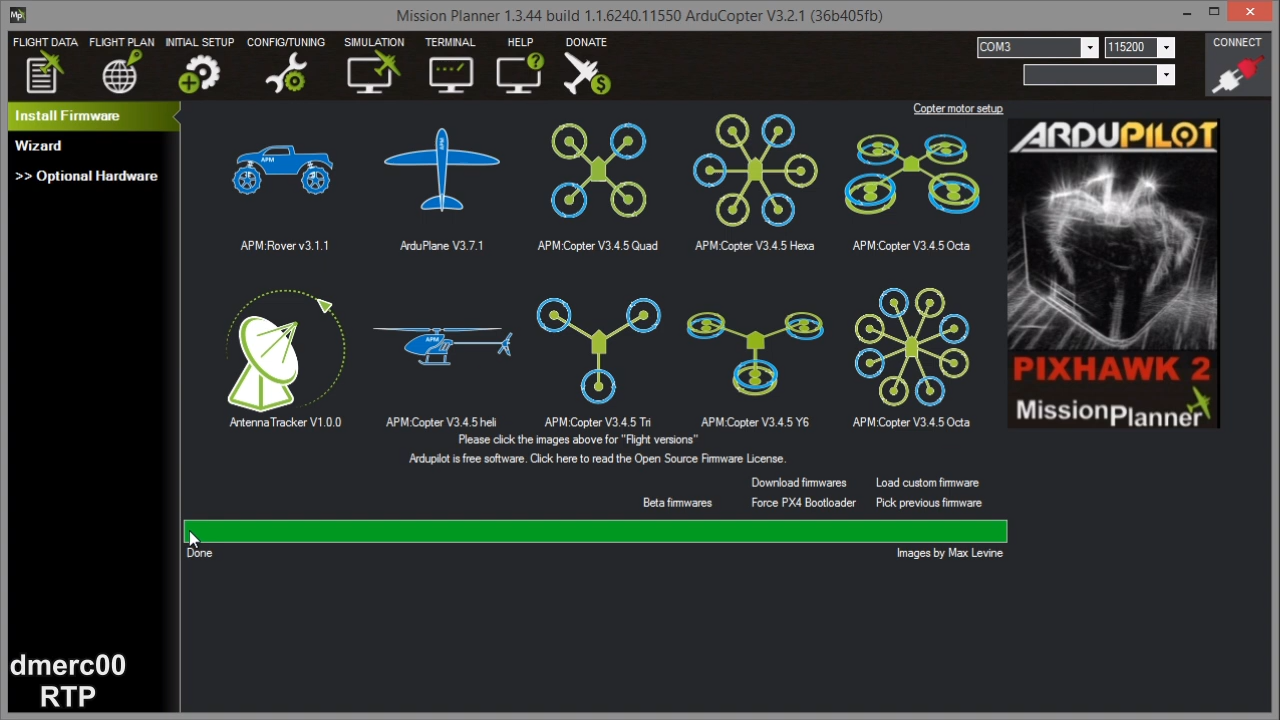 Mp
Mission Planner 1.3.44 build 1.1.6240.11550 ArduCopter V3.2.1 (36b405fb)
FLIGHT DATA FLIGHT PLAN INITIAL SETUP CONFIG/TUNING SIMULATION TERMINAL HELP DONATE
COM3 115200 CONNECT
Install Firmware
Wizard
>> Optional Hardware
Copter motor setup
APM:Rover v3.1.1 ArduPlane V3.7.1 APM:Copter V3.4.5 Quad APM:Copter V3.4.5 Hexa APM:Copter V3.4.5 Octa
AntennaTracker V1.0.0 APM:Copter V3.4.5 heli APM:Copter V3.4.5 Tri APM:Copter V3.4.5 Y6 APM:Copter V3.4.5 Octa
ARDUPILOT
PIXHAWK 2
MissionPlanner
Please click the images above for "Flight versions"
Ardupilot is free software. Click here to read the Open Source Firmware License.
Download firmwares Load custom firmware
Beta firmwares Force PX4 Bootloader Pick previous firmware
Done Images by Max Levine
dmerc00
RTP